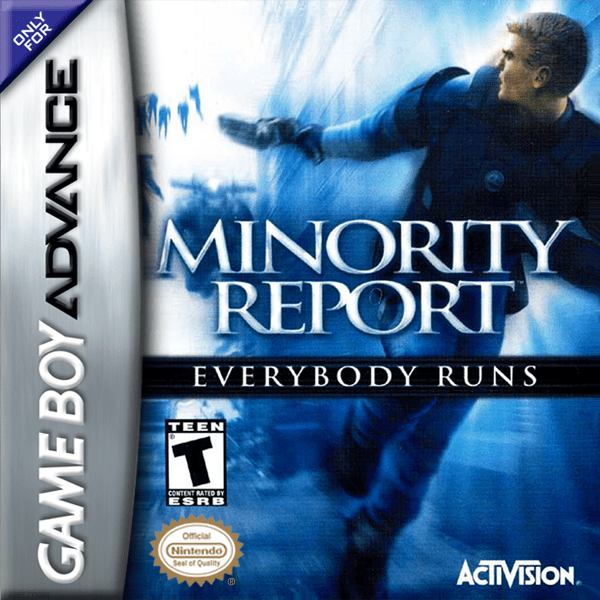 ONLY
FOR
GAME BOY ADVANCE
MINORITY
REPORT™
EVERYBODY RUNS
TEEN
T
CONTENT RATED BY
ESRB
Official
Nintendo
Seal of Quality
®
ACTIVISION®